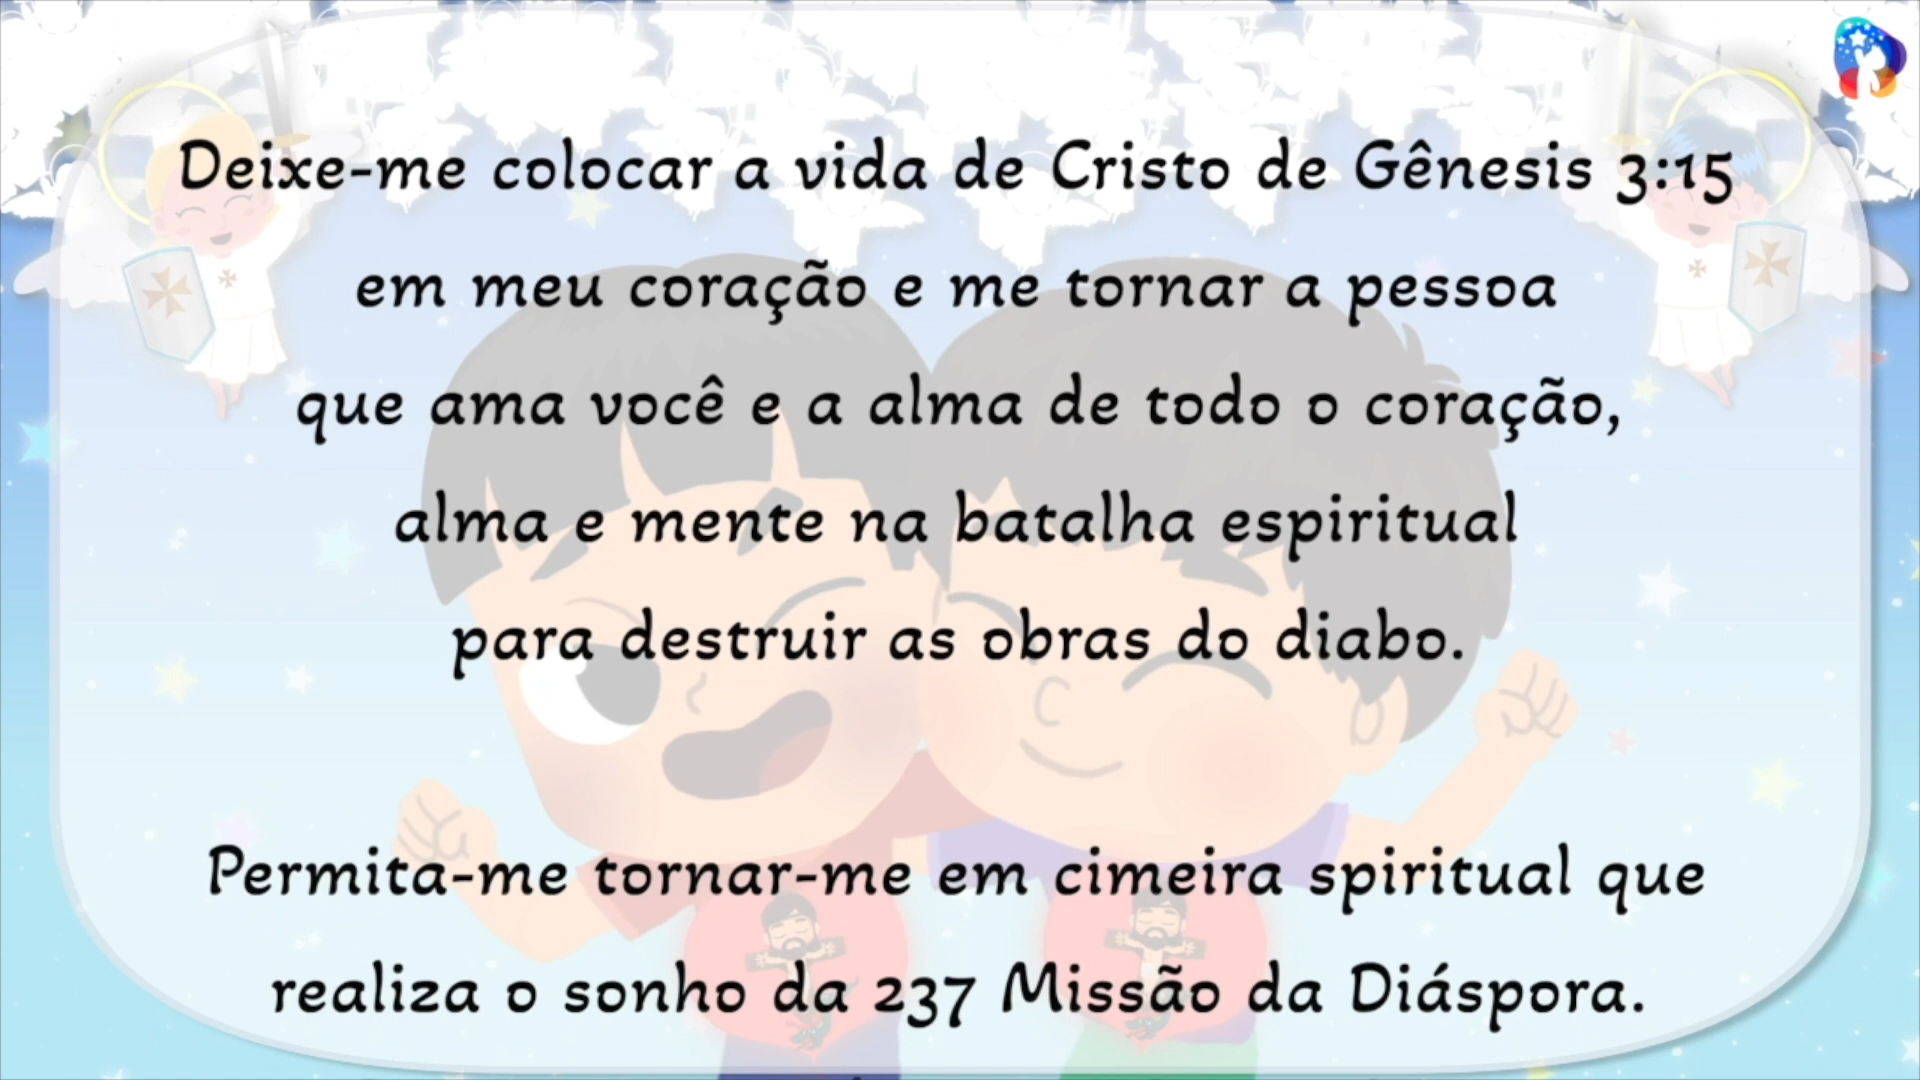 Deixe-me colocar a vida de Cristo de Gênesis 3:15
em meu coração e me tornar a pessoa
que ama você e a alma de todo o coração,
alma e mente na batalha espiritual
para destruir as obras do diabo.
Permita-me tornar-me em cimeira spiritual que
realiza o sonho da 237 Missão da Diáspora.